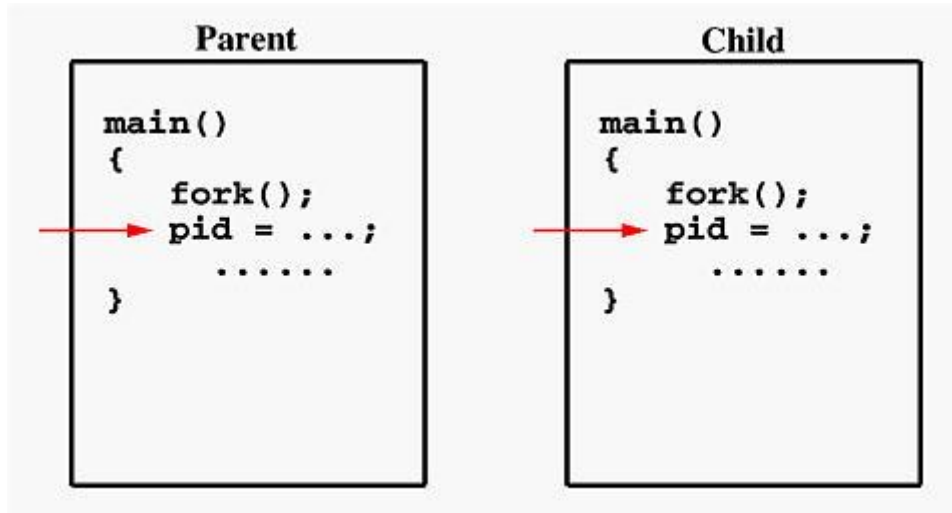 Parent
main()
{
fork();
pid = ...;
......
}
Child
main()
{
fork();
pid = ...;
......
}